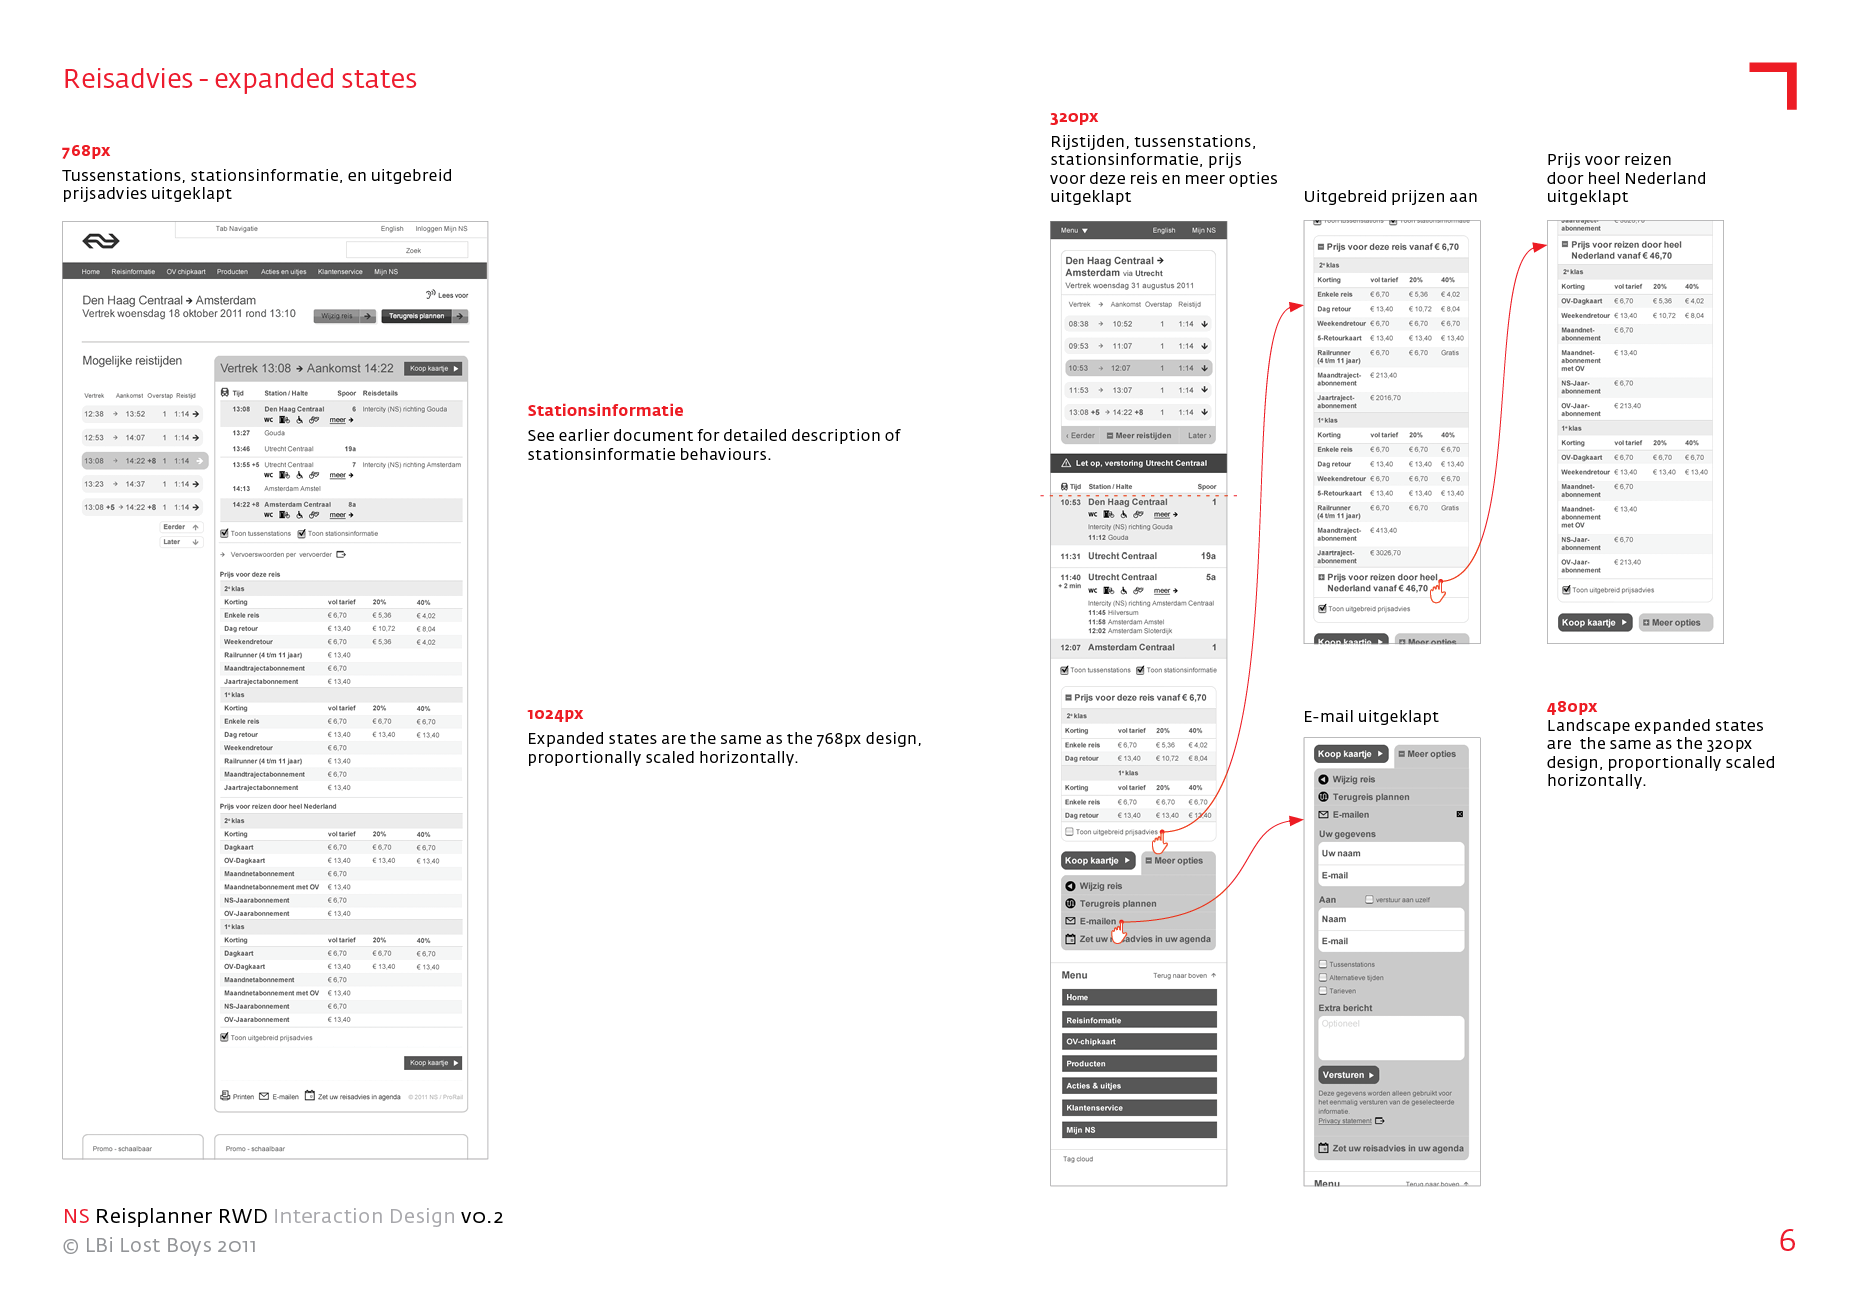 Reisadvies - expanded states
768px
Tussenstations, stationsinformatie, en uitgebreid
prijsadvies uitgeklapt
Tab Navigatie
English Inloggen Mijn NS
Zoek
Home Reisinformatie OV chipkaart Producten Acties en uitjes Klantenservice Mijn NS
Den Haag Centraal → Amsterdam
Vertrek woensdag 18 oktober 2011 rond 13:10
Lees voor
Wijzig reis →
Terugreis plannen →
Mogelijke reistijden
Vertrek Aankomst Overstap Reistijd
12:38 → 13:52 1 1:14 →
12:53 → 14:07 1 1:14 →
13:08 → 14:22 +8 1 1:14 →
13:23 → 14:37 1 1:14 →
13:08 +5 → 14:22 +8 1 1:14 →
Eerder ↑
Later ↓
Vertrek 13:08 → Aankomst 14:22
Koop kaartje
Tijd Station / Halte Spoor Reisdetails
13:08 Den Haag Centraal 6 Intercity (NS) richting Gouda
WC meer →
13:27 Gouda
13:46 Utrecht Centraal 19a
13:55 +5 Utrecht Centraal 7 Intercity (NS) richting Amsterdam
WC meer →
14:13 Amsterdam Amstel
14:22 +8 Amsterdam Centraal 8a
WC meer →
Toon tussenstations Toon stationsinformatie
→ Vervoerswoorden per vervoerder
Prijs voor deze reis
2e klas
Korting vol tarief 20% 40%
Enkele reis € 6,70 € 5,36 € 4,02
Dag retour € 13,40 € 10,72 € 8,04
Weekendretour € 6,70 € 5,36 € 4,02
Railrunner (4 t/m 11 jaar) € 13,40
Maandtrajectabonnement € 6,70
Jaartrajectabonnement € 13,40
1e klas
Korting vol tarief 20% 40%
Enkele reis € 6,70 € 6,70 € 6,70
Dag retour € 13,40 € 13,40 € 13,40
Weekendretour € 6,70
Railrunner (4 t/m 11 jaar) € 13,40
Maandtrajectabonnement € 6,70
Jaartrajectabonnement € 13,40
Prijs voor reizen door heel Nederland
2e klas
Korting vol tarief 20% 40%
Dagkaart € 6,70 € 6,70 € 6,70
OV-Dagkaart € 13,40 € 13,40 € 13,40
Maandnetabonnement € 6,70
Maandnetabonnement met OV € 13,40
NS-Jaarabonnement € 6,70
OV-Jaarabonnement € 13,40
1e klas
Korting vol tarief 20% 40%
Dagkaart € 6,70 € 6,70 € 6,70
OV-Dagkaart € 13,40 € 13,40 € 13,40
Maandnetabonnement € 6,70
Maandnetabonnement met OV € 13,40
NS-Jaarabonnement € 6,70
OV-Jaarabonnement € 13,40
Toon uitgebreid prijsadvies
Koop kaartje
Printen E-mailen Zet uw reisadvies in agenda © 2011 NS / ProRail
Promo - schaalbaar
Promo - schaalbaar
Stationsinformatie
See earlier document for detailed description of
stationsinformatie behaviours.
1024px
Expanded states are the same as the 768px design,
proportionally scaled horizontally.
320px
Rijstijden, tussenstations,
stationsinformatie, prijs
voor deze reis en meer opties
uitgeklapt
Menu English Mijn NS
Den Haag Centraal →
Amsterdam via Utrecht
Vertrek woensdag 31 augustus 2011
Vertrek → Aankomst Overstap Reistijd
08:38 → 10:52 1 1:14 ↓
09:53 → 11:07 1 1:14 ↓
10:53 → 12:07 1 1:14 ↓
11:53 → 13:07 1 1:14 ↓
13:08 +5 → 14:22 +8 1 1:14 ↓
‹ Eerder Meer reistijden Later ›
Let op, verstoring Utrecht Centraal
Tijd Station / Halte Spoor
10:53 Den Haag Centraal 1
WC meer →
Intercity (NS) richting Gouda
11:12 Gouda
11:31 Utrecht Centraal 19a
11:40 Utrecht Centraal 5a
+ 2 min
WC meer →
Intercity (NS) richting Amsterdam Centraal
11:45 Hilversum
11:58 Amsterdam Amstel
12:02 Amsterdam Sloterdijk
12:07 Amsterdam Centraal 1
Toon tussenstations Toon stationsinformatie
Prijs voor deze reis vanaf € 6,70
2e klas
Korting vol tarief 20% 40%
Enkele reis € 6,70 € 5,36 € 4,02
Dag retour € 13,40 € 10,72 € 8,04
1e klas
Korting vol tarief 20% 40%
Enkele reis € 6,70 € 6,70 € 6,70
Dag retour € 13,40 € 13,40 € 13,40
Toon uitgebreid prijsadvies
Koop kaartje Meer opties
Wijzig reis
Terugreis plannen
E-mailen
Zet uw reisadvies in uw agenda
Menu Terug naar boven ↑
Home
Reisinformatie
OV-chipkaart
Producten
Acties & uitjes
Klantenservice
Mijn NS
Tag cloud
Uitgebreid prijzen aan
Toon tussenstations Toon stationsinformatie
Prijs voor deze reis vanaf € 6,70
2e klas
Korting vol tarief 20% 40%
Enkele reis € 6,70 € 5,36 € 4,02
Dag retour € 13,40 € 10,72 € 8,04
Weekendretour € 6,70 € 6,70 € 6,70
5-Retourkaart € 13,40 € 13,40 € 13,40
Railrunner € 6,70 € 6,70 Gratis
(4 t/m 11 jaar)
Maandtraject- € 213,40
abonnement
Jaartraject- € 2016,70
abonnement
1e klas
Korting vol tarief 20% 40%
Enkele reis € 6,70 € 6,70 € 6,70
Dag retour € 13,40 € 13,40 € 13,40
Weekendretour € 6,70 € 6,70 € 6,70
5-Retourkaart € 13,40 € 13,40 € 13,40
Railrunner € 6,70 € 6,70 Gratis
(4 t/m 11 jaar)
Maandtraject- € 413,40
abonnement
Jaartraject- € 3026,70
abonnement
Prijs voor reizen door heel
Nederland vanaf € 46,70
Toon uitgebreid prijsadvies
Koop kaartje Meer opties
Prijs voor reizen
door heel Nederland
uitgeklapt
Jaartraject- € 3026,70
abonnement
Prijs voor reizen door heel
Nederland vanaf € 46,70
2e klas
Korting vol tarief 20% 40%
OV-Dagkaart € 6,70 € 5,36 € 4,02
Weekendretour € 13,40 € 10,72 € 8,04
Maandnet- € 6,70
abonnement
Maandnet- € 13,40
abonnement
met OV
NS-Jaar- € 6,70
abonnement
OV-Jaar- € 213,40
abonnement
1e klas
Korting vol tarief 20% 40%
OV-Dagkaart € 6,70 € 6,70 € 6,70
Weekendretour € 13,40 € 13,40 € 13,40
Maandnet- € 6,70
abonnement
Maandnet- € 13,40
abonnement
met OV
NS-Jaar- € 6,70
abonnement
OV-Jaar- € 213,40
abonnement
Toon uitgebreid prijsadvies
Koop kaartje Meer opties
E-mail uitgeklapt
Koop kaartje Meer opties
Wijzig reis
Terugreis plannen
E-mailen
Uw gegevens
Uw naam
E-mail
Aan verstuur aan uzelf
Naam
E-mail
Tussenstations
Alternatieve tijden
Tarieven
Extra bericht
Optioneel
Versturen
Deze gegevens worden alleen gebruikt voor
het eenmalig versturen van de geselecteerde
informatie.
Privacy statement
Zet uw reisadvies in uw agenda
Menu Terug naar boven ↑
480px
Landscape expanded states
are the same as the 320px
design, proportionally scaled
horizontally.
NS Reisplanner RWD Interaction Design v0.2
© LBi Lost Boys 2011
6